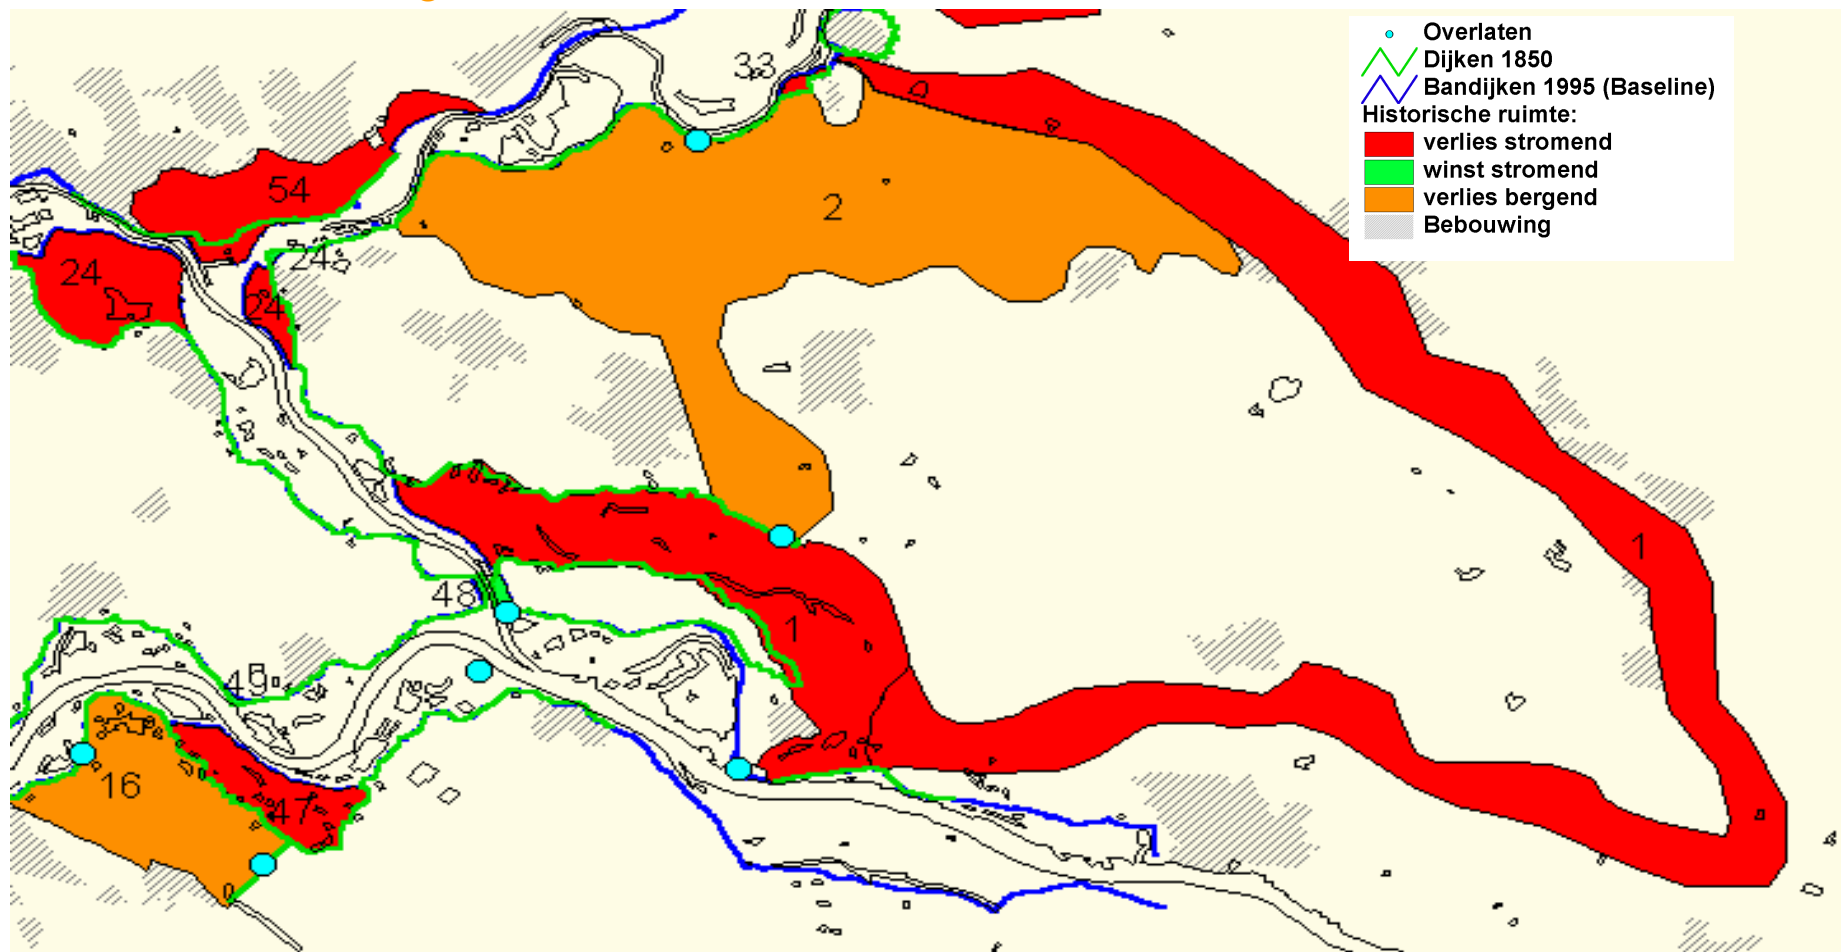 Overlaten
Dijken 1850
Bandijken 1995 (Baseline)
Historische ruimte:
verlies stromend
winst stromend
verlies bergend
Bebouwing
33
54
2
24
24
24
1
48
1
45
16
47